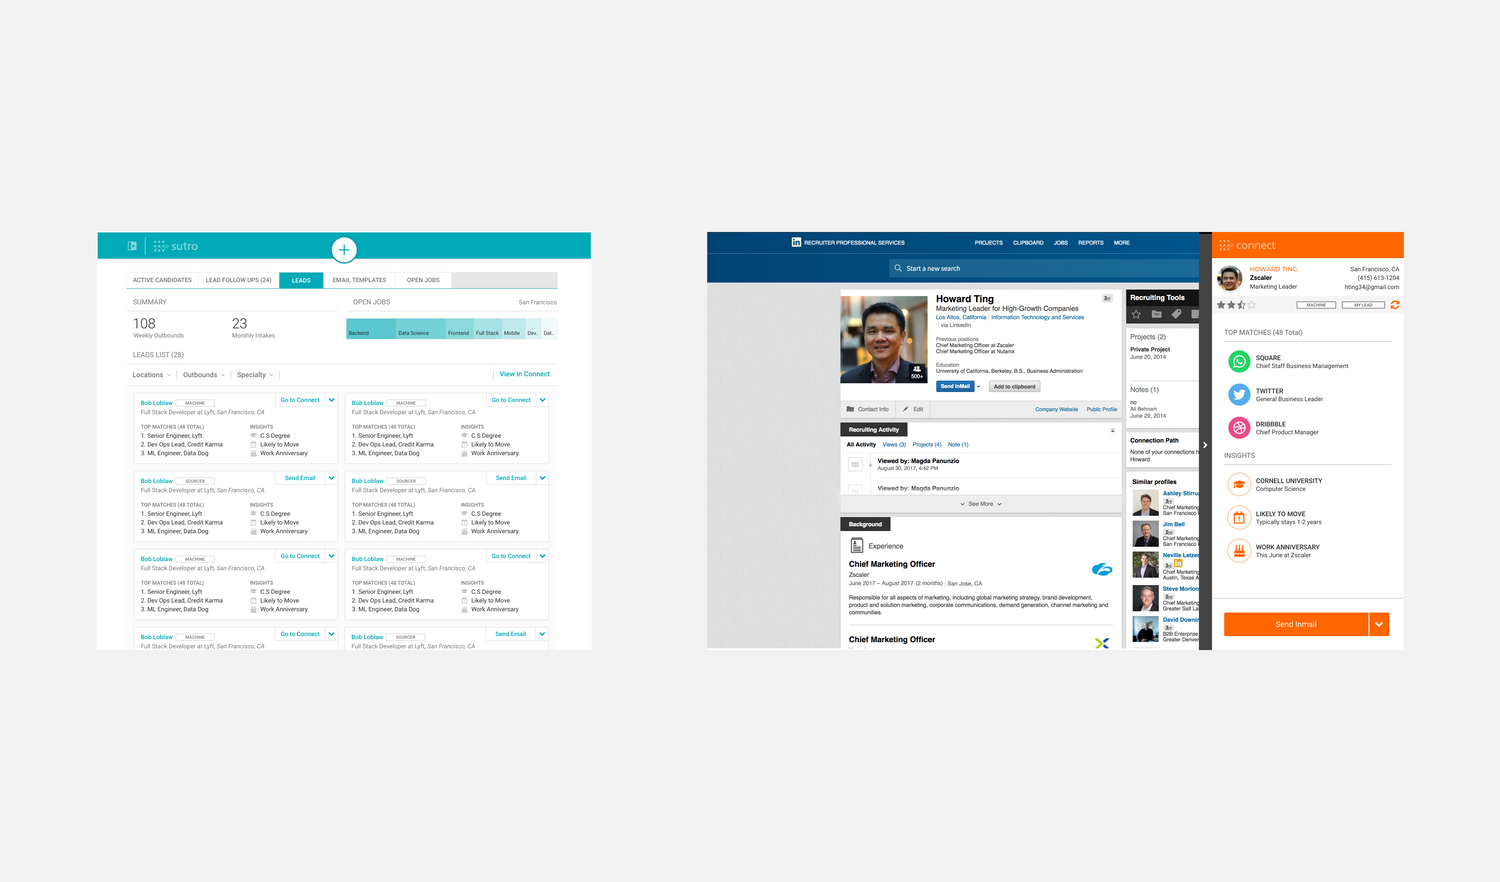 sutro
+
ACTIVE CANDIDATES LEAD FOLLOW UPS (24) LEADS EMAIL TEMPLATES OPEN JOBS
SUMMARY
108
Weekly Outbounds
23
Monthly Intakes
OPEN JOBS San Francisco
Backend Data Science Frontend Full Stack Mobile Dev.. Dat..
LEADS LIST (28)
Locations Outbounds Specialty View in Connect
Bob Loblaw MACHINE Go to Connect
Full Stack Developer at Lyft, San Francisco, CA
TOP MATCHES (48 TOTAL) INSIGHTS
1. Senior Engineer, Lyft C.S Degree
2. Dev Ops Lead, Credit Karma Likely to Move
3. ML Engineer, Data Dog Work Anniversary
Bob Loblaw MACHINE Go to Connect
Full Stack Developer at Lyft, San Francisco, CA
TOP MATCHES (48 TOTAL) INSIGHTS
1. Senior Engineer, Lyft C.S Degree
2. Dev Ops Lead, Credit Karma Likely to Move
3. ML Engineer, Data Dog Work Anniversary
Bob Loblaw SOURCER Send Email
Full Stack Developer at Lyft, San Francisco, CA
TOP MATCHES (48 TOTAL) INSIGHTS
1. Senior Engineer, Lyft C.S Degree
2. Dev Ops Lead, Credit Karma Likely to Move
3. ML Engineer, Data Dog Work Anniversary
Bob Loblaw SOURCER Send Email
Full Stack Developer at Lyft, San Francisco, CA
TOP MATCHES (48 TOTAL) INSIGHTS
1. Senior Engineer, Lyft C.S Degree
2. Dev Ops Lead, Credit Karma Likely to Move
3. ML Engineer, Data Dog Work Anniversary
Bob Loblaw MACHINE Go to Connect
Full Stack Developer at Lyft, San Francisco, CA
TOP MATCHES (48 TOTAL) INSIGHTS
1. Senior Engineer, Lyft C.S Degree
2. Dev Ops Lead, Credit Karma Likely to Move
3. ML Engineer, Data Dog Work Anniversary
Bob Loblaw MACHINE Go to Connect
Full Stack Developer at Lyft, San Francisco, CA
TOP MATCHES (48 TOTAL) INSIGHTS
1. Senior Engineer, Lyft C.S Degree
2. Dev Ops Lead, Credit Karma Likely to Move
3. ML Engineer, Data Dog Work Anniversary
Bob Loblaw MACHINE Go to Connect
Full Stack Developer at Lyft, San Francisco, CA
Bob Loblaw SOURCER Send Email
Full Stack Developer at Lyft, San Francisco, CA
in RECRUITER PROFESSIONAL SERVICES PROJECTS CLIPBOARD JOBS REPORTS MORE
Start a new search
Howard Ting
Marketing Leader for High-Growth Companies
Los Altos, California | Information Technology and Services
| via LinkedIn
Previous positions
Chief Marketing Officer at Zscaler
Chief Marketing Officer at Nutanix
Education
University of California, Berkeley, B.S., Business Administration
500+
Send InMail Add to clipboard
Contact Info Edit Company Website Public Profile
Recruiting Activity
All Activity Views (3) Projects (4) Note (1)
Viewed by: Magda Panunzio
August 30, 2017, 4:42 PM
Viewed by: Magda Panunzio
See More
Background
Experience
Chief Marketing Officer
Zscaler
June 2017 – August 2017 (2 months) | San Jose, CA
Responsible for all aspects of marketing, including global marketing strategy, brand development,
product and solution marketing, corporate communications, demand generation, channel marketing and
communities.
Chief Marketing Officer
Recruiting Tools
Projects (2)
Private Project
June 20, 2014
Notes (1)
no
Ali Behnam
June 29, 2014
Connection Path
None of your connections h
Howard.
Similar profiles
Ashley Stirru
Chief Marketing
San Francisco
Jim Bell
Chief Marketing
San Francisco
Neville Letzer
in
Chief Marketing
Austin, Texas A
Steve Morton
Chief Marketing
Greater Salt La
David Downin
B2B Enterprise
Greater Denver
connect
HOWARD TING
Zscaler
Marketing Leader
San Francisco, CA
(415) 613-1204
hting34@gmail.com
MACHINE MY LEAD
TOP MATCHES (48 Total)
SQUARE
Chief Staff Business Management
TWITTER
General Business Leader
DRIBBBLE
Chief Product Manager
INSIGHTS
CORNELL UNIVERSITY
Computer Science
LIKELY TO MOVE
Typically stays 1-2 years
WORK ANNIVERSARY
This June at Zscaler
Send Inmail